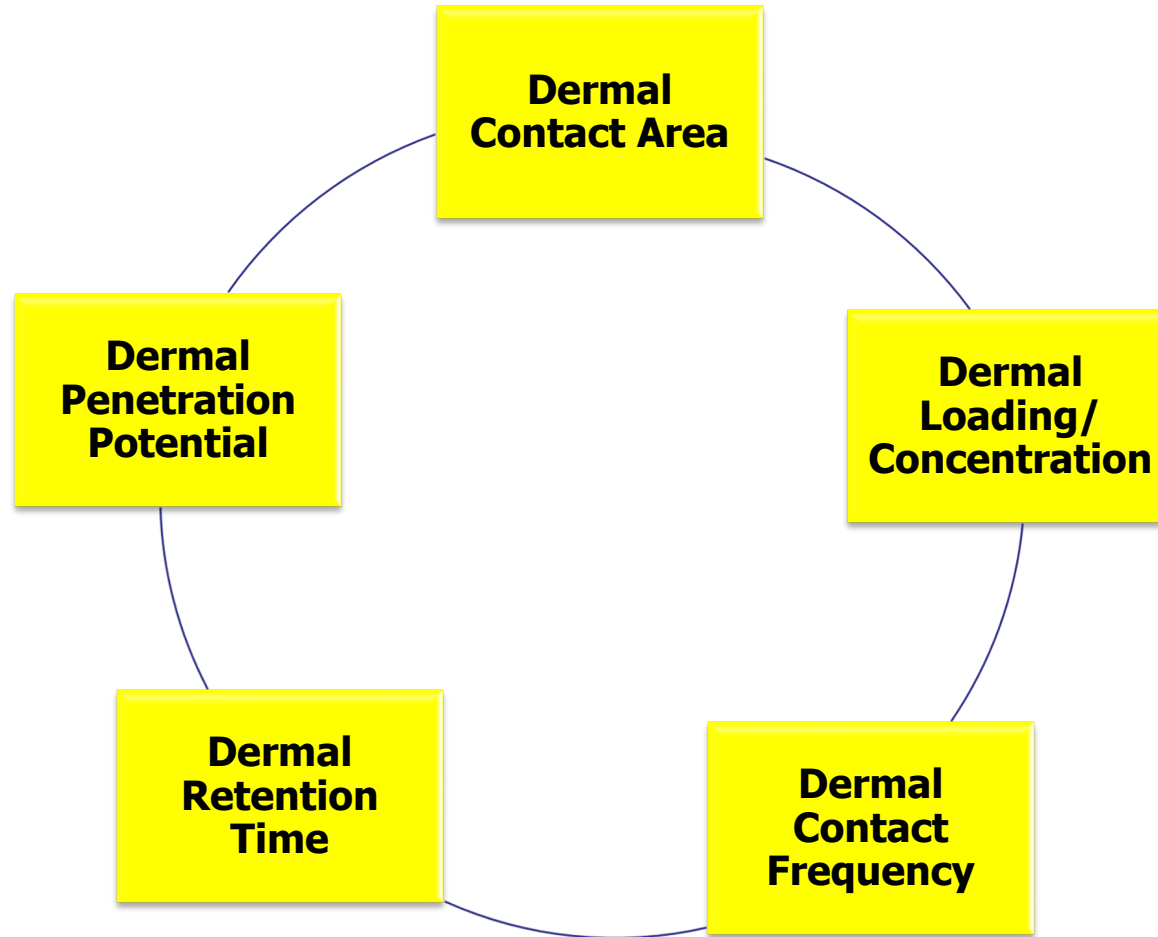 Dermal
Contact Area
Dermal
Loading/
Concentration
Dermal
Contact
Frequency
Dermal
Retention
Time
Dermal
Penetration
Potential